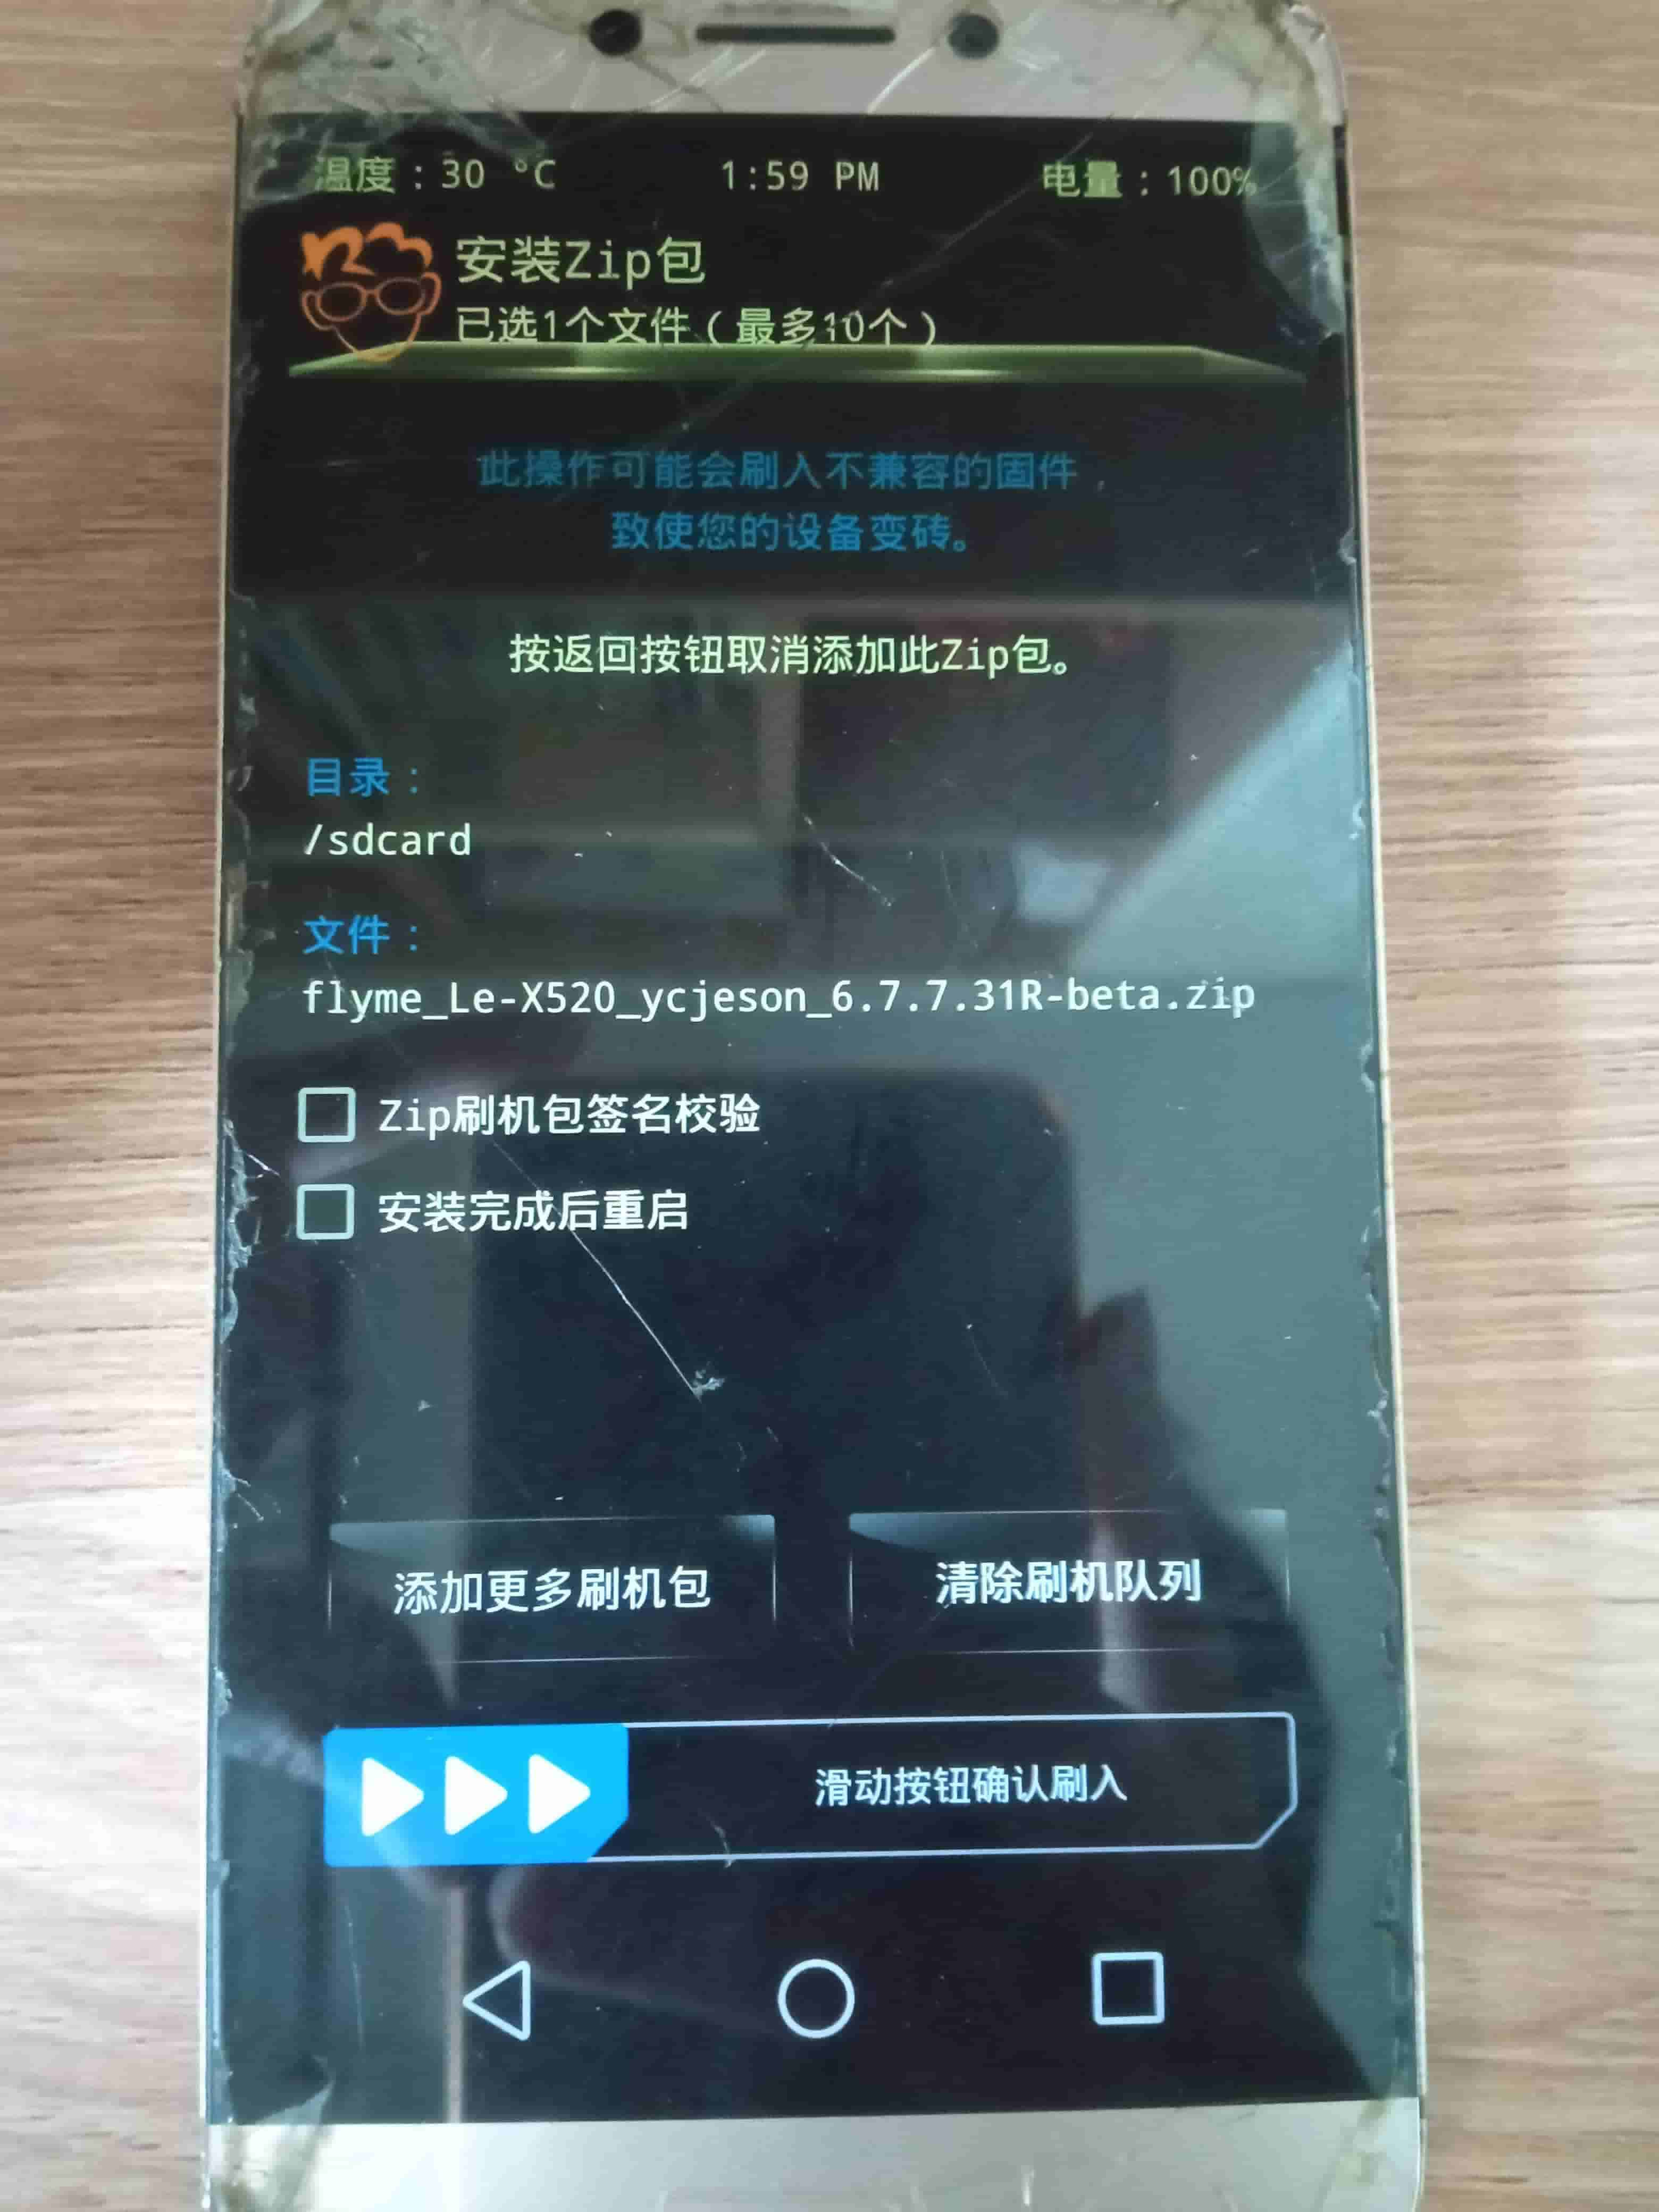 温度：30 °C
1:59 PM
电量：100%
安装Zip包
已选1个文件（最多10个）
此操作可能会刷入不兼容的固件
致使您的设备变砖。
按返回按钮取消添加此Zip包。
目录：
/sdcard
文件：
flyme_Le-X520_ycjeson_6.7.7.31R-beta.zip
Zip刷机包签名校验
安装完成后重启
添加更多刷机包
清除刷机队列
滑动按钮确认刷入